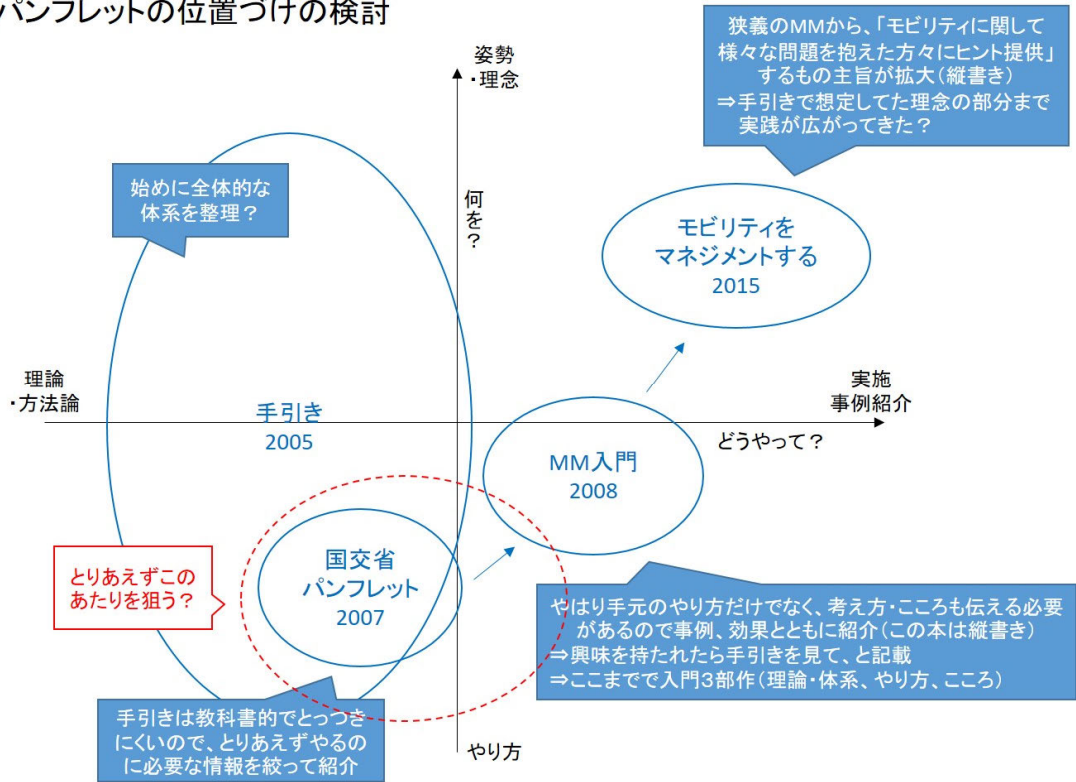 パンフレットの位置づけの検討
狭義のMMから、「モビリティに関して
様々な問題を抱えた方々にヒント提供」
するもの主旨が拡大(縦書き)
⇒手引きで想定してた理念の部分まで
実践が広がってきた?
姿勢
・理念
始めに全体的な
体系を整理?
何を?
モビリティを
マネジメントする
2015
理論
・方法論
実施
事例紹介
手引き
2005
どうやって?
MM入門
2008
国交省
パンフレット
2007
とりあえずこの
あたりを狙う?
やはり手元のやり方だけでなく、考え方・こころも伝える必要
があるので事例、効果とともに紹介(この本は縦書き)
⇒興味を持たれたら手引きを見て、と記載
⇒ここまでで入門3部作(理論・体系、やり方、こころ)
手引きは教科書的でとっつき
にくいので、とりあえずやるの
に必要な情報を絞って紹介
やり方